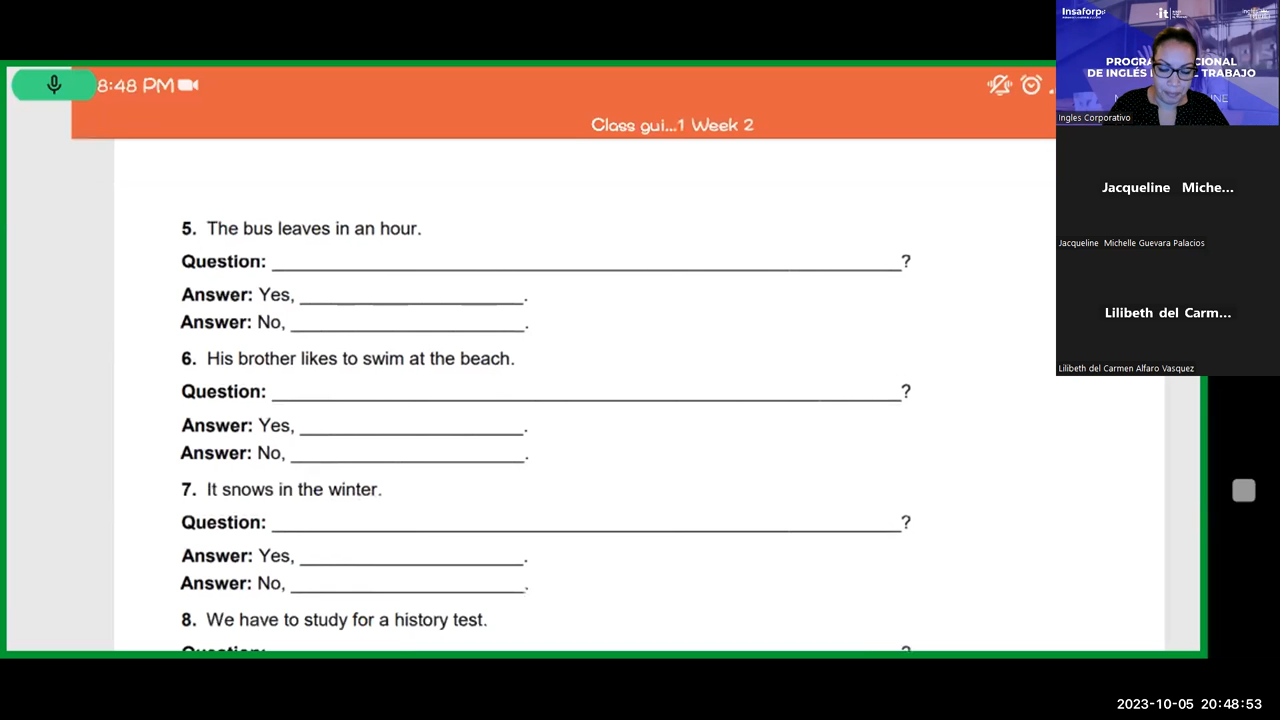 8:48 PM
Class gui...1 Week 2
5. The bus leaves in an hour.
Question: ?
Answer: Yes, .
Answer: No, .
6. His brother likes to swim at the beach.
Question: ?
Answer: Yes, .
Answer: No, .
7. It snows in the winter.
Question: ?
Answer: Yes, .
Answer: No, .
8. We have to study for a history test.
Question: ?
Insaforp
it
Ingles Corporativo
Jacqueline Miche...
Jacqueline Michelle Guevara Palacios
Lilibeth del Carm...
Lilibeth del Carmen Alfaro Vasquez
2023-10-05 20:48:53